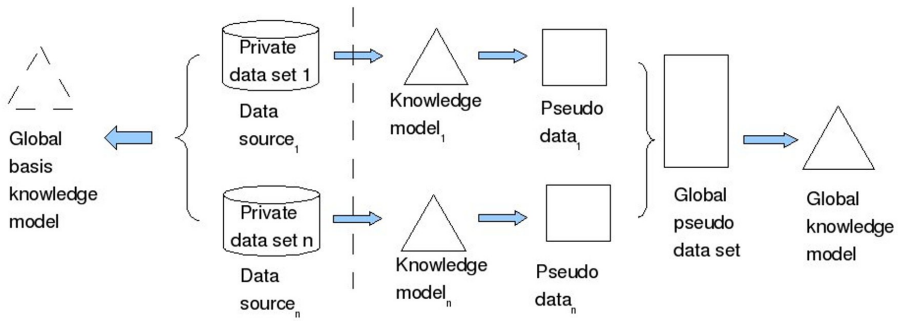 Global
basis
knowledge
model
Private
data set 1
Data
source1
Private
data set n
Data
sourcen
Knowledge
model1
Pseudo
data1
Knowledge
modeln
Pseudo
datan
Global
pseudo
data set
Global
knowledge
model